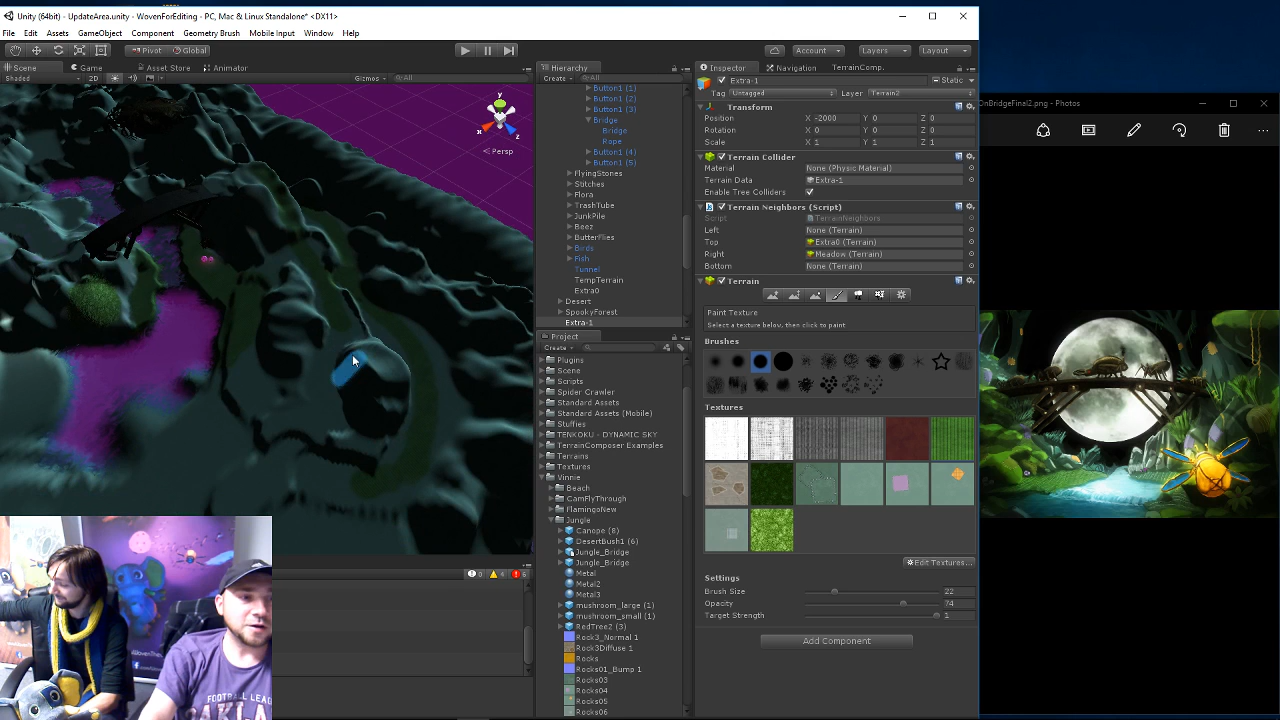 Unity (64bit) - UpdateArea.unity - WovenForEditing - PC, Mac & Linux Standalone* <DX11>
File Edit Assets GameObject Component Geometry Brush Mobile Input Window Help
Pivot Global Account Layers Layout
Scene Game Asset Store Animator
Shaded 2D Gizmos All
y
x
z
Persp
Hierarchy
Create All
Button1 (1)
Button1 (2)
Button1 (3)
Bridge
Bridge
Rope
Button1 (4)
Button1 (5)
FlyingStones
Stitches
Flora
TrashTube
JunkPile
Beez
ButterFlies
Birds
Fish
Tunnel
TempTerrain
Extra0
Desert
SpookyForest
Extra-1
Project
Create
Plugins
Scene
Scripts
Spider Crawler
Standard Assets
Standard Assets (Mobile)
Stuffies
TENKOKU - DYNAMIC SKY
TerrainComposer Examples
Terrains
Textures
Vinnie
Beach
CamFlyThrough
FlamingoNew
Jungle
Canope (8)
DesertBush1 (6)
Jungle_Bridge
Jungle_Bridge
Metal
Metal2
Metal3
mushroom_large (1)
mushroom_small (1)
RedTree2 (3)
Rock3_Normal 1
Rock3Diffuse 1
Rocks
Rocks01_Bump 1
Rocks03
Rocks04
Rocks05
Rocks06
Inspector Navigation TerrainComp.
Extra-1 Static
Tag Untagged Layer Terrain2
Transform
Position X -2000 Y 0 Z 0
Rotation X 0 Y 0 Z 0
Scale X 1 Y 1 Z 1
Terrain Collider
Material None (Physic Material)
Terrain Data Extra-1
Enable Tree Colliders
Terrain Neighbors (Script)
Script TerrainNeighbors
Left None (Terrain)
Top Extra0 (Terrain)
Right Meadow (Terrain)
Bottom None (Terrain)
Terrain
Paint Texture
Select a texture below, then click to paint
Brushes
Textures
Edit Textures...
Settings
Brush Size 22
Opacity 74
Target Strength 1
Add Component
OnBridgeFinal2.png - Photos
FOOTBALL LEAG